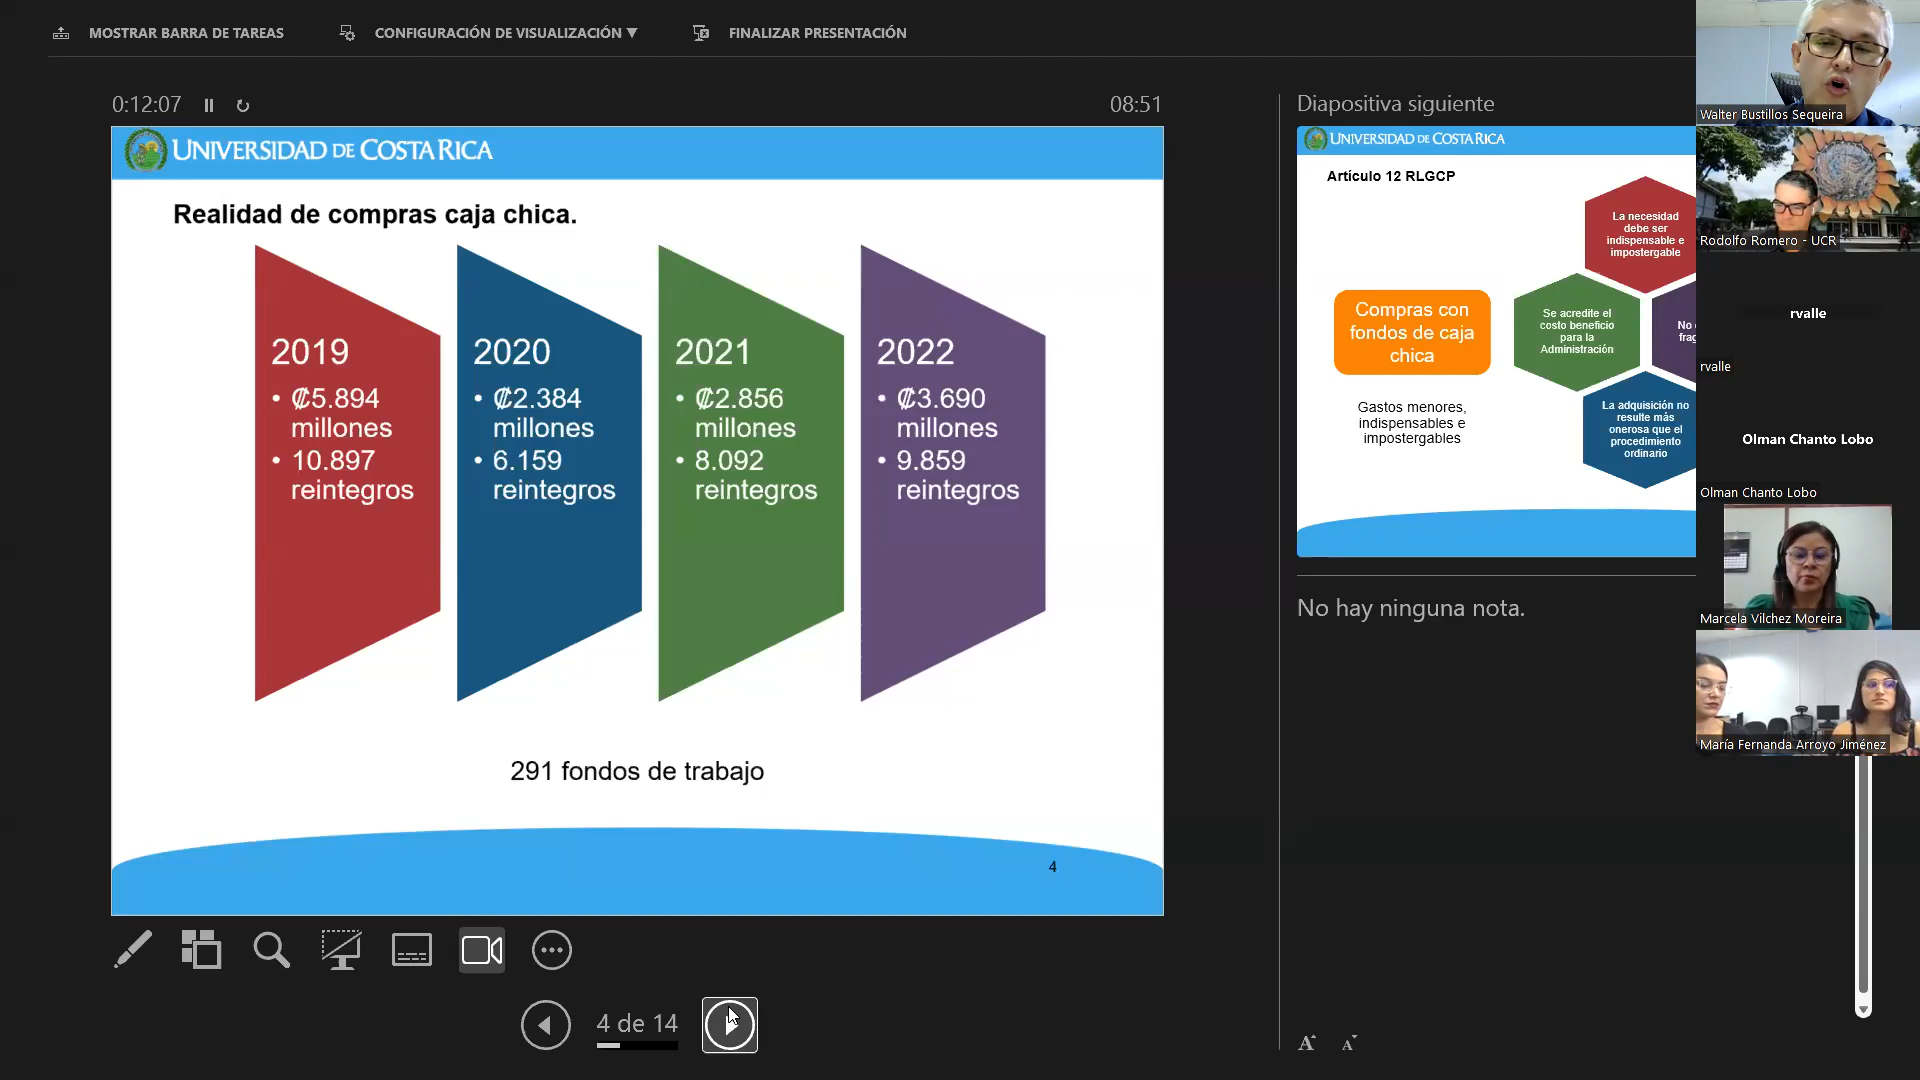 MOSTRAR BARRA DE TAREAS
CONFIGURACIÓN DE VISUALIZACIÓN ▼
FINALIZAR PRESENTACIÓN
0:12:07
08:51
UNIVERSIDAD DE COSTA RICA
Realidad de compras caja chica.
2019
• ₡5.894
millones
• 10.897
reintegros
2020
• ₡2.384
millones
• 6.159
reintegros
2021
• ₡2.856
millones
• 8.092
reintegros
2022
• ₡3.690
millones
• 9.859
reintegros
291 fondos de trabajo
4
4 de 14
Diapositiva siguiente
UNIVERSIDAD DE COSTA RICA
Artículo 12 RLGCP
La necesidad
debe ser
indispensable e
impostergable
Compras con
fondos de caja
chica
Se acredite el
costo beneficio
para la
Administración
No
Gastos menores,
indispensables e
impostergables
La adquisición no
resulte más
onerosa que el
procedimiento
ordinario
No hay ninguna nota.
A
A
Walter Bustillos Sequeira
Rodolfo Romero - UCR
rvalle
rvalle
Olman Chanto Lobo
Olman Chanto Lobo
Marcela Vilchez Moreira
María Fernanda Arroyo Jiménez